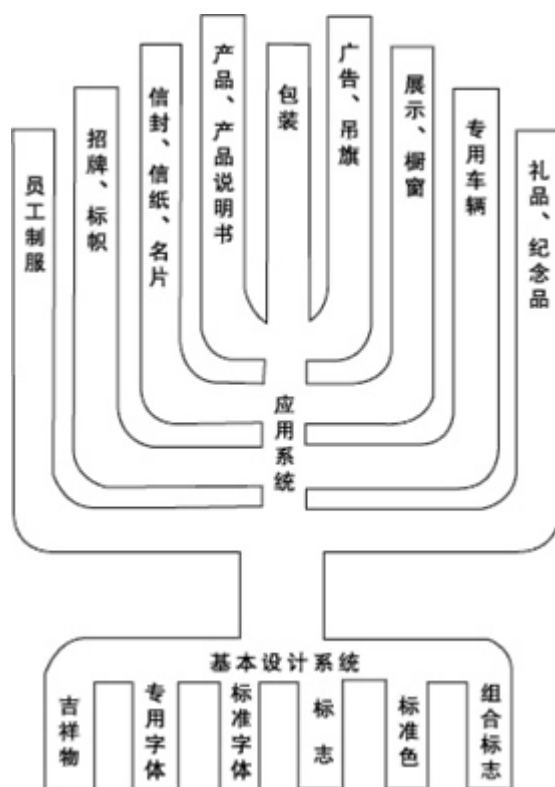 员工制服
招牌、标帜
信封、信纸、名片
产品、产品说明书
包装
广告、吊旗
展示、橱窗
专用车辆
礼品、纪念品
应用系统
基本设计系统
吉祥物
专用字体
标准字体
标志
标准色
组合标志